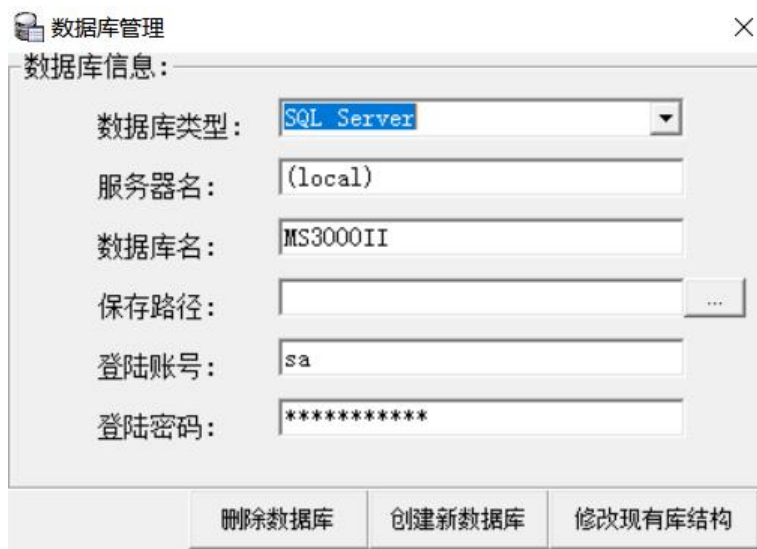 数据库管理
数据库信息:
数据库类型: SQL Server
服务器名: (local)
数据库名: MS3000II
保存路径: ...
登陆账号: sa
登陆密码: ***********
删除数据库 创建新数据库 修改现有库结构